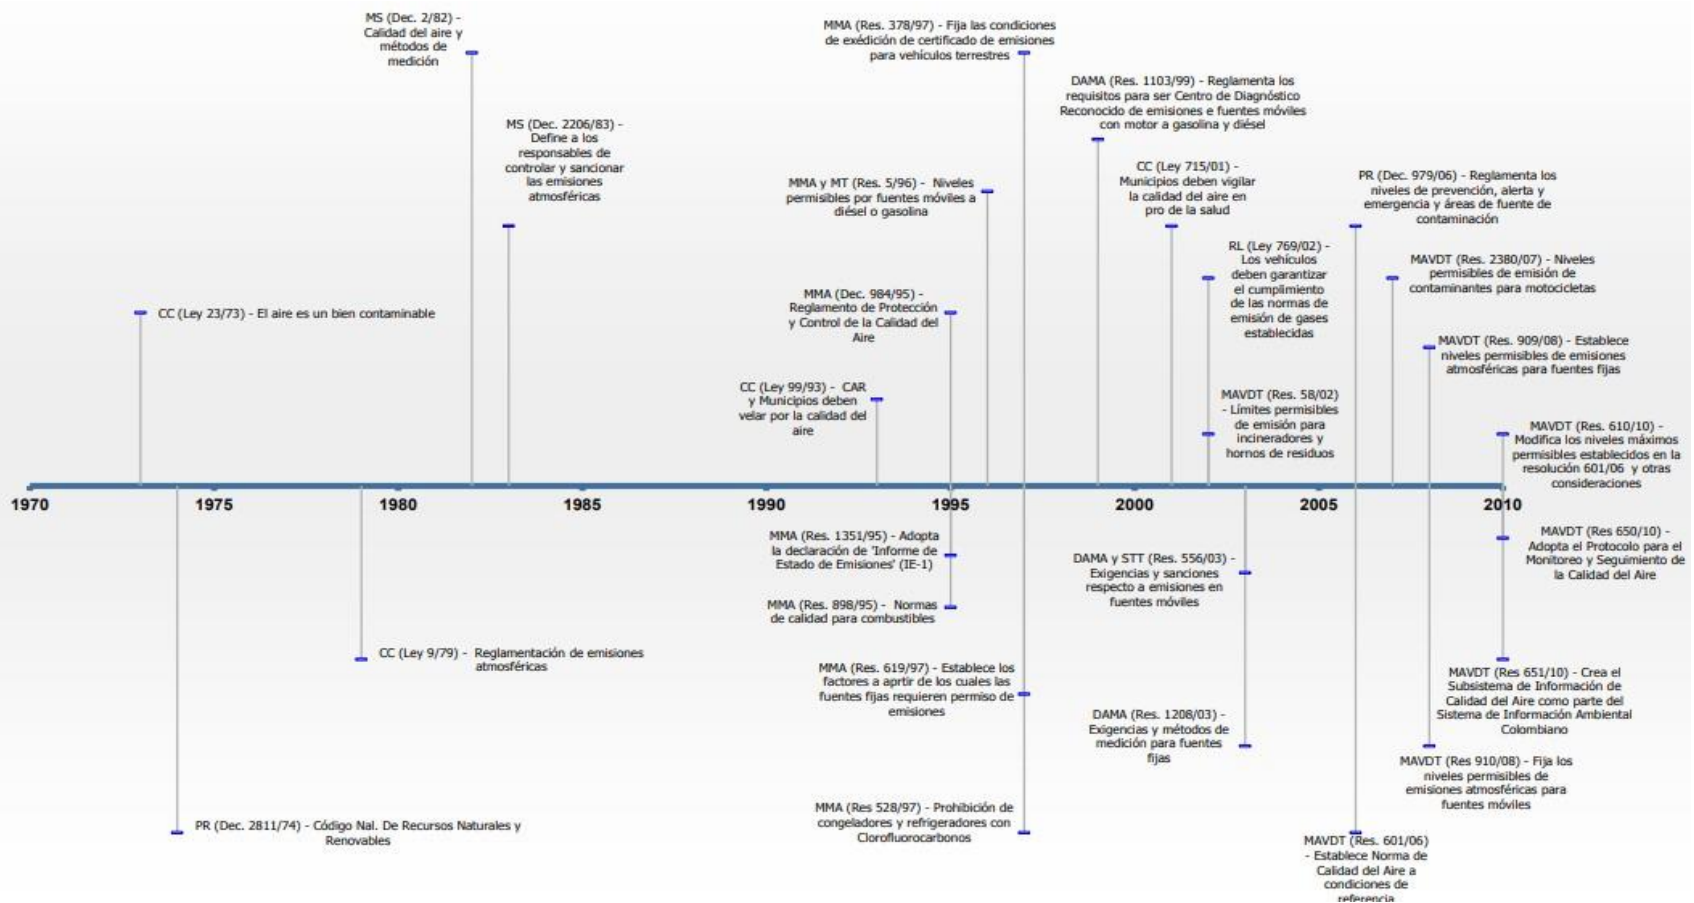 MS (Dec. 2/82) -
Calidad del aire y
métodos de
medición
MMA (Res. 378/97) - Fija las condiciones
de exédición de certificado de emisiones
para vehículos terrestres
DAMA (Res. 1103/99) - Reglamenta los
requisitos para ser Centro de Diagnóstico
Reconocido de emisiones e fuentes móviles
con motor a gasolina y diésel
MS (Dec. 2206/83) -
Define a los
responsables de
controlar y sancionar
las emisiones
atmosféricas
MMA y MT (Res. 5/96) - Niveles
permisibles por fuentes móviles a
diésel o gasolina
CC (Ley 715/01) -
Municipios deben vigilar
la calidad del aire en
pro de la salud
PR (Dec. 979/06) - Reglamenta los
niveles de prevención, alerta y
emergencia y áreas de fuente de
contaminación
RL (Ley 769/02) -
Los vehículos
deben garantizar
el cumplimiento
de las normas de
emisión de gases
establecidas
MAVDT (Res. 2380/07) - Niveles
permisibles de emisión de
contaminantes para motocicletas
CC (Ley 23/73) - El aire es un bien contaminable
MMA (Dec. 984/95) -
Reglamento de Protección
y Control de la Calidad del
Aire
MAVDT (Res. 909/08) - Establece
niveles permisibles de emisiones
atmosféricas para fuentes fijas
CC (Ley 99/93) - CAR
y Municipios deben
velar por la calidad del
aire
MAVDT (Res. 58/02)
- Límites permisibles
de emisión para
incineradores y
hornos de residuos
MAVDT (Res. 610/10) -
Modifica los niveles máximos
permisibles establecidos en la
resolución 601/06 y otras
consideraciones
1970 1975 1980 1985 1990 1995 2000 2005 2010
MMA (Res. 1351/95) - Adopta
la declaración de 'Informe de
Estado de Emisiones' (IE-1)
MMA (Res. 898/95) - Normas
de calidad para combustibles
DAMA y STT (Res. 556/03) -
Exigencias y sanciones
respecto a emisiones en
fuentes móviles
MAVDT (Res 650/10) -
Adopta el Protocolo para el
Monitoreo y Seguimiento de
la Calidad del Aire
CC (Ley 9/79) - Reglamentación de emisiones
atmosféricas
MMA (Res. 619/97) - Establece los
factores a aprtir de los cuales las
fuentes fijas requieren permiso de
emisiones
DAMA (Res. 1208/03) -
Exigencias y métodos de
medición para fuentes
fijas
MAVDT (Res 651/10) - Crea el
Subsistema de Información de
Calidad del Aire como parte del
Sistema de Información Ambiental
Colombiano
MAVDT (Res 910/08) - Fija los
niveles permisibles de
emisiones atmosféricas para
fuentes móviles
PR (Dec. 2811/74) - Código Nal. De Recursos Naturales y
Renovables
MMA (Res 528/97) - Prohibición de
congeladores y refrigeradores con
Clorofluorocarbonos
MAVDT (Res. 601/06)
- Establece Norma de
Calidad del Aire a
condiciones de
referencia